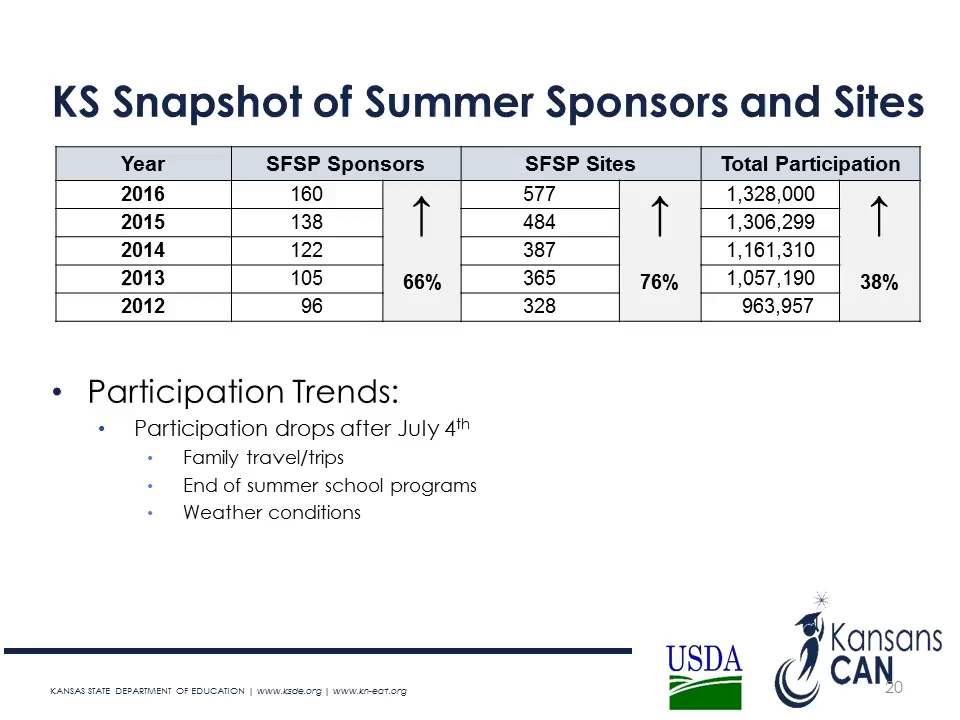 KS Snapshot of Summer Sponsors and Sites
Year SFSP Sponsors SFSP Sites Total Participation
2016 160 ↑ 577 ↑ 1,328,000 ↑
2015 138 484 1,306,299
2014 122 387 1,161,310
2013 105 66% 365 76% 1,057,190 38%
2012 96 328 963,957
• Participation Trends:
• Participation drops after July 4th
• Family travel/trips
• End of summer school programs
• Weather conditions
KANSAS STATE DEPARTMENT OF EDUCATION | www.ksde.org | www.kn-eat.org
USDA
Kansans
CAN
20